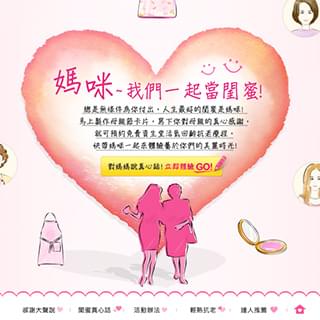 媽咪~我們一起當閨蜜!
總是無條件為你付出，人生最好的閨蜜是媽咪!
馬上製作母親節卡片，寫下你對母親的真心感謝，
就可預約免費資生堂活氧回齡抗老療程，
快帶媽咪一起來體驗屬於你們的美麗時光!
對媽媽說真心話! 立即體驗 GO!
感謝大聲說
閨蜜真心話
活動辦法
輕熟抗老
達人推薦